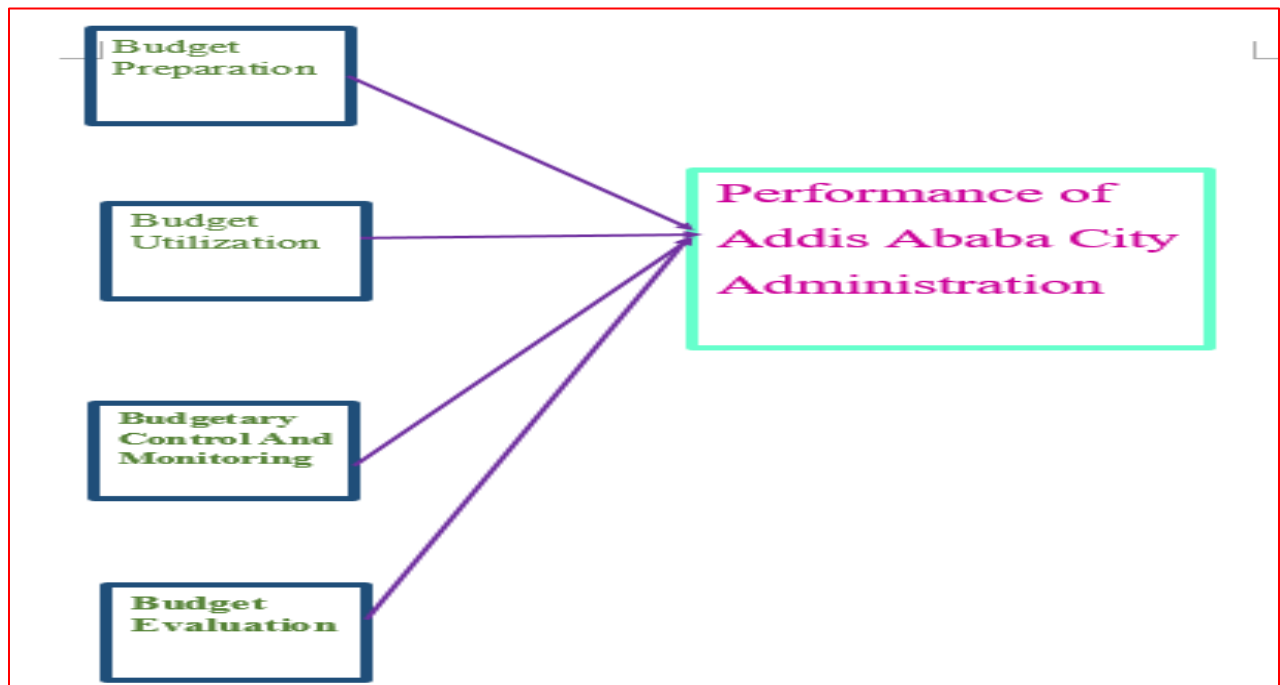 Budget
Preparation
Performance of
Addis Ababa City
Administration
Budget
Utilization
Budgetary
Control And
Monitoring
Budget
Evaluation